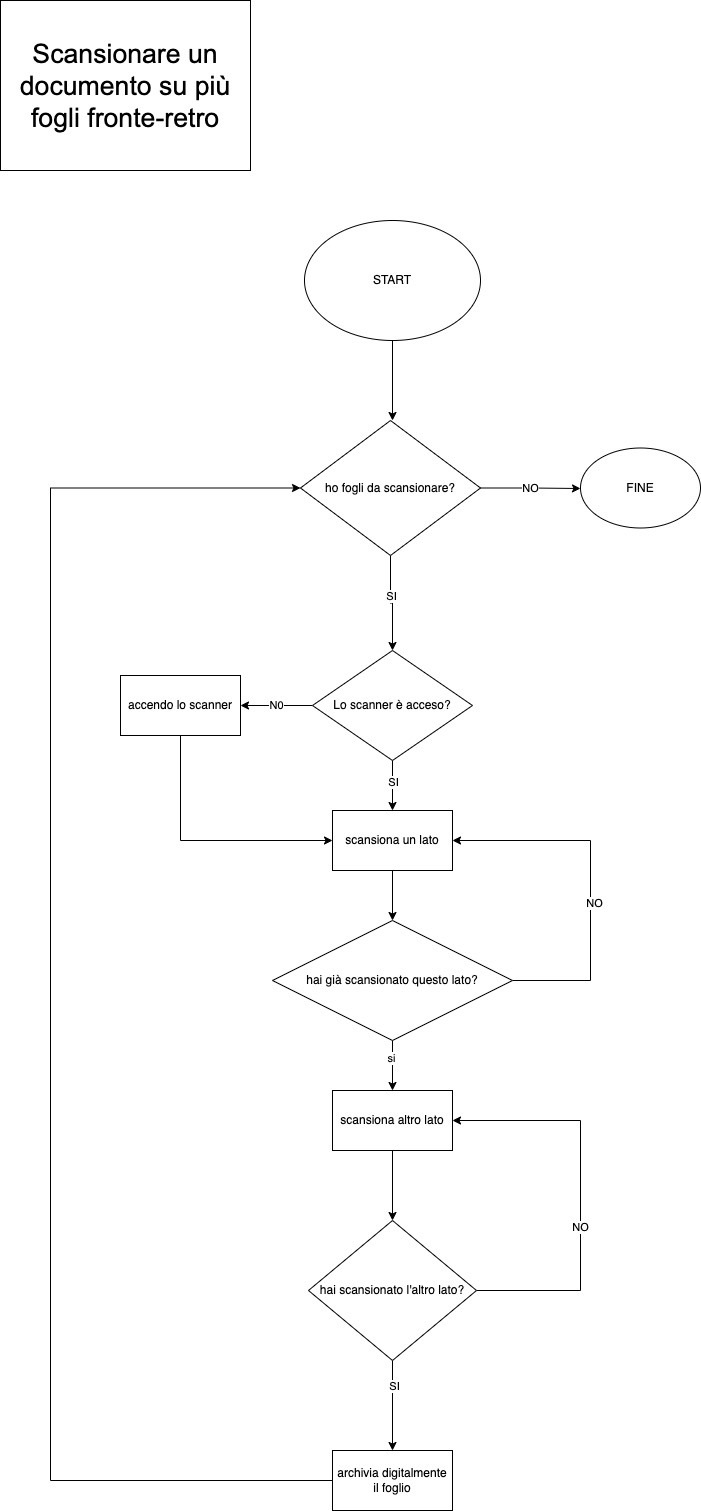 Scansionare un
documento su più
fogli fronte-retro
START
ho fogli da scansionare?
NO
FINE
SI
accendo lo scanner
N0
Lo scanner è acceso?
SI
scansiona un lato
NO
hai già scansionato questo lato?
si
scansiona altro lato
NO
hai scansionato l'altro lato?
SI
archivia digitalmente
il foglio